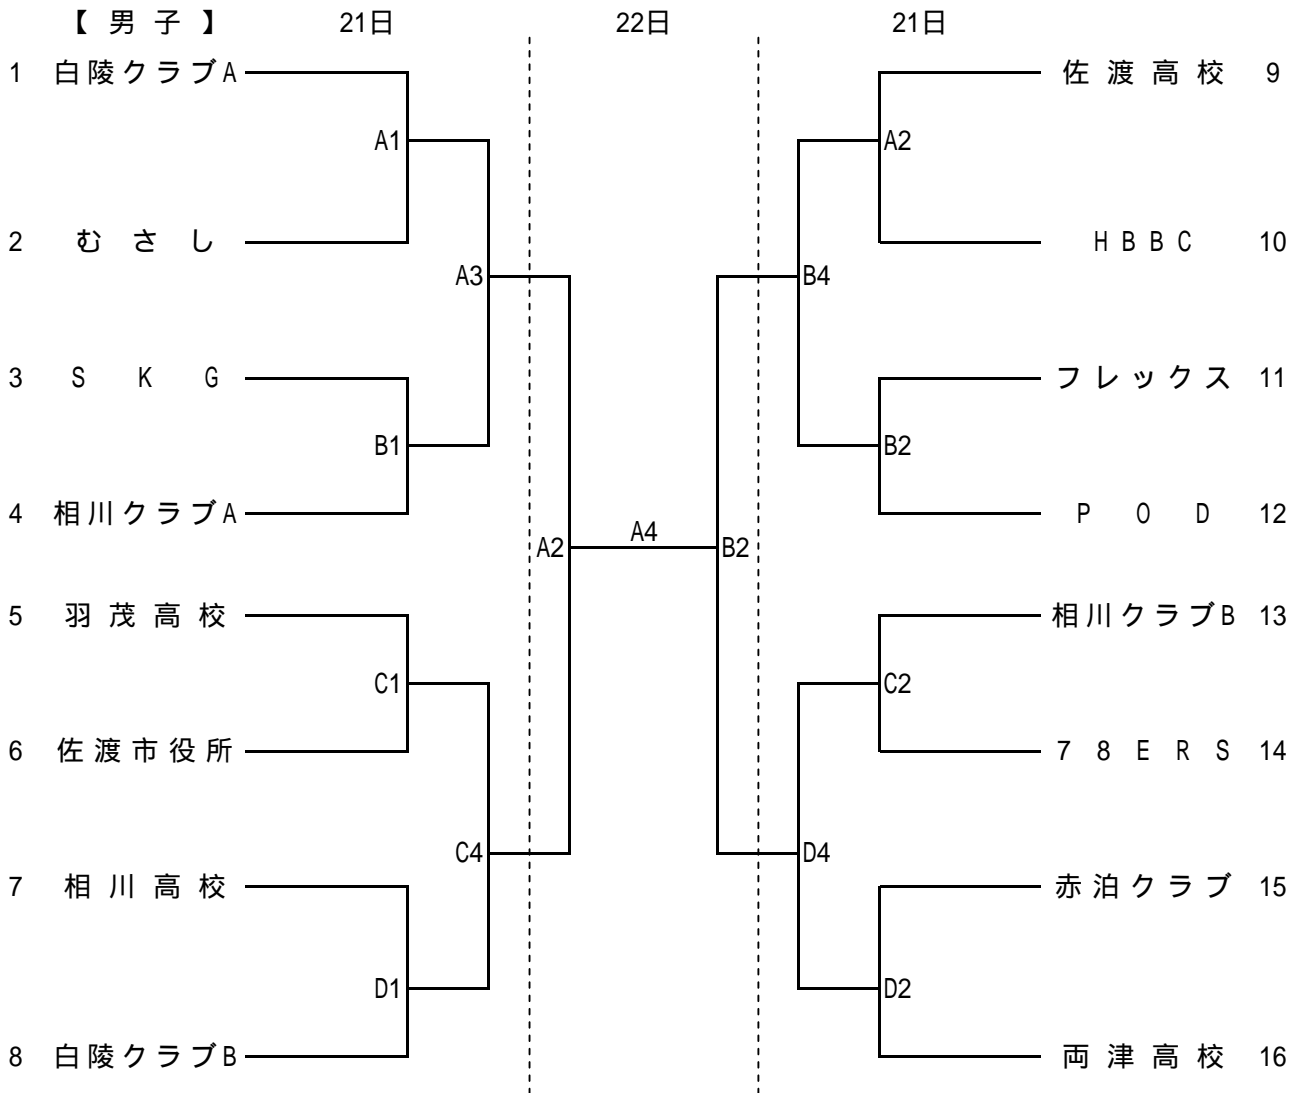 【男子】 21日 22日 21日
1 白陵クラブA 佐渡高校 9
A1 A2
2 むさし HBBC 10
A3 B4
3 SKG フレックス 11
B1 B2
4 相川クラブA POD 12
A2 A4 B2
5 羽茂高校 相川クラブB 13
C1 C2
6 佐渡市役所 78ERS 14
C4 D4
7 相川高校 赤泊クラブ 15
D1 D2
8 白陵クラブB 両津高校 16